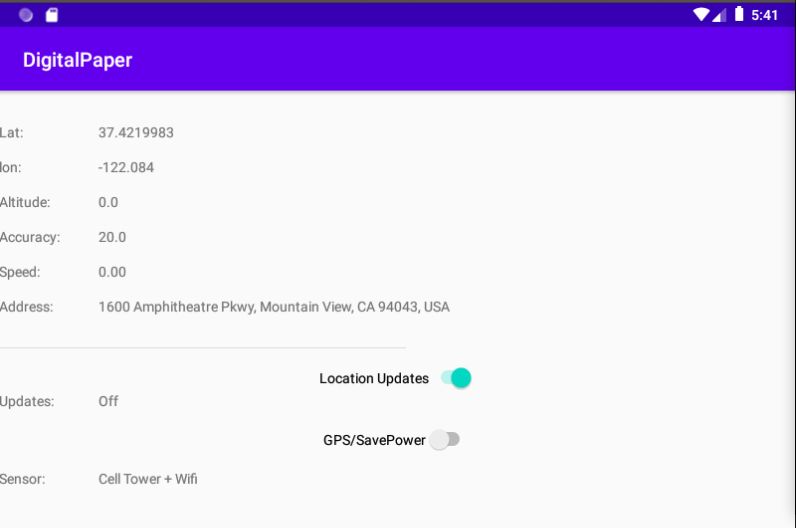 5:41
DigitalPaper
Lat: 37.4219983
lon: -122.084
Altitude: 0.0
Accuracy: 20.0
Speed: 0.00
Address: 1600 Amphitheatre Pkwy, Mountain View, CA 94043, USA
Location Updates
Updates: Off
GPS/SavePower
Sensor: Cell Tower + Wifi